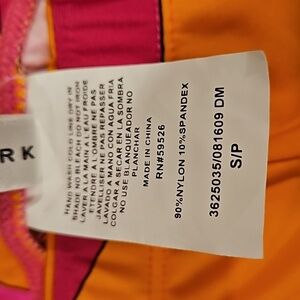 RK
HAND WASH COLD LINE DRY IN
SHADE NO BLEACH DO NOT IRON
LAVER A LA MAIN A L'EAU FROIDE
ETENDRE A L'OMBRE NE PAS
JAVELLISER NE PAS REPASSER
LAVADO A MANO CON AGUA FRIA
COLGAR A SECAR EN LA SOMBRA
NO USE BLANQUEADOR NO
PLANCHAR
MADE IN CHINA
RN#59526
90%NYLON 10%SPANDEX
3625035/081609 DM
S/P